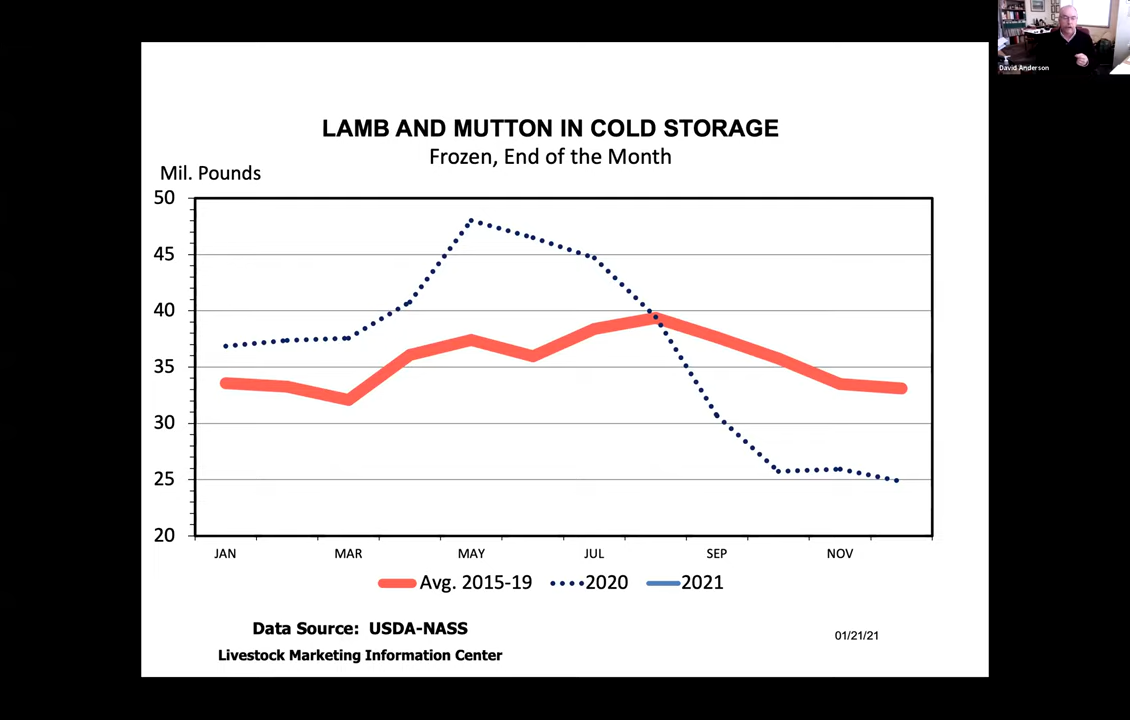 David Anderson
LAMB AND MUTTON IN COLD STORAGE
Frozen, End of the Month
Mil. Pounds
50
45
40
35
30
25
20
JAN MAR MAY JUL SEP NOV
Avg. 2015-19 2020 2021
Data Source: USDA-NASS
01/21/21
Livestock Marketing Information Center